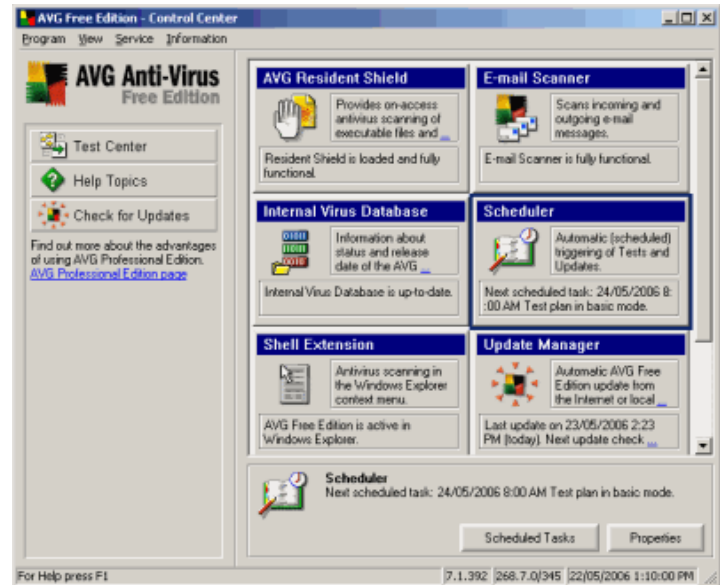 AVG Free Edition - Control Center
Program View Service Information
AVG Anti-Virus
Free Edition
Test Center
Help Topics
Check for Updates
Find out more about the advantages
of using AVG Professional Edition.
AVG Professional Edition page
AVG Resident Shield
Provides on-access
antivirus scanning of
executable files and ...
Resident Shield is loaded and fully
functional.
E-mail Scanner
Scans incoming and
outgoing e-mail
messages.
E-mail Scanner is fully functional.
Internal Virus Database
Information about
status and release
date of the AVG ...
Internal Virus Database is up-to-date.
Scheduler
Automatic (scheduled)
triggering of Tests and
Updates.
Next scheduled task: 24/05/2006 8:
:00 AM Test plan in basic mode.
Shell Extension
Antivirus scanning in
the Windows Explorer
context menu.
AVG Free Edition is active in
Windows Explorer.
Update Manager
Automatic AVG Free
Edition update from
the Internet or local ...
Last update on 23/05/2006 2:23
PM (today). Next update check ...
Scheduler
Next scheduled task: 24/05/2006 8:00 AM Test plan in basic mode.
Scheduled Tasks
Properties
For Help press F1
7.1.392 268.7.0/345 22/05/2006 1:10:00 PM